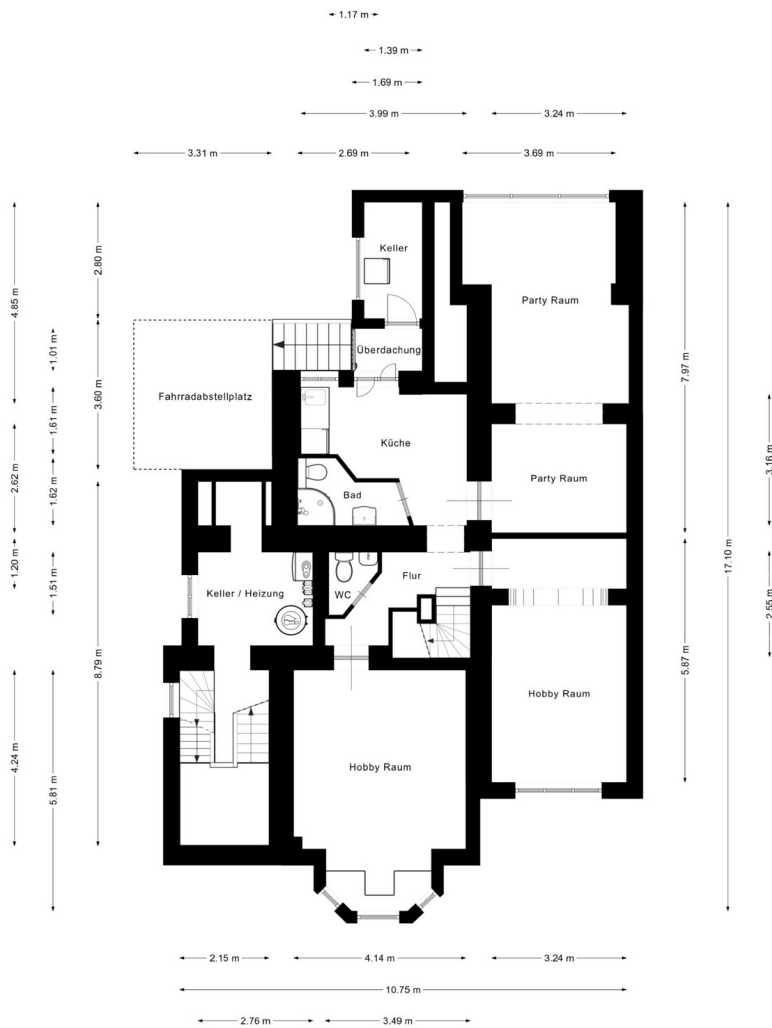 1.17 m
1.39 m
1.69 m
3.99 m
3.24 m
3.31 m
2.69 m
3.69 m
Keller
Party Raum
Überdachung
Fahrradabstellplatz
Küche
Party Raum
Bad
Flur
Keller / Heizung
WC
Hobby Raum
Hobby Raum
4.85 m
2.80 m
1.01 m
3.60 m
1.61 m
2.62 m
1.62 m
1.20 m
1.51 m
8.79 m
4.24 m
5.81 m
7.97 m
3.16 m
17.10 m
2.55 m
5.87 m
2.15 m
4.14 m
3.24 m
10.75 m
2.76 m
3.49 m